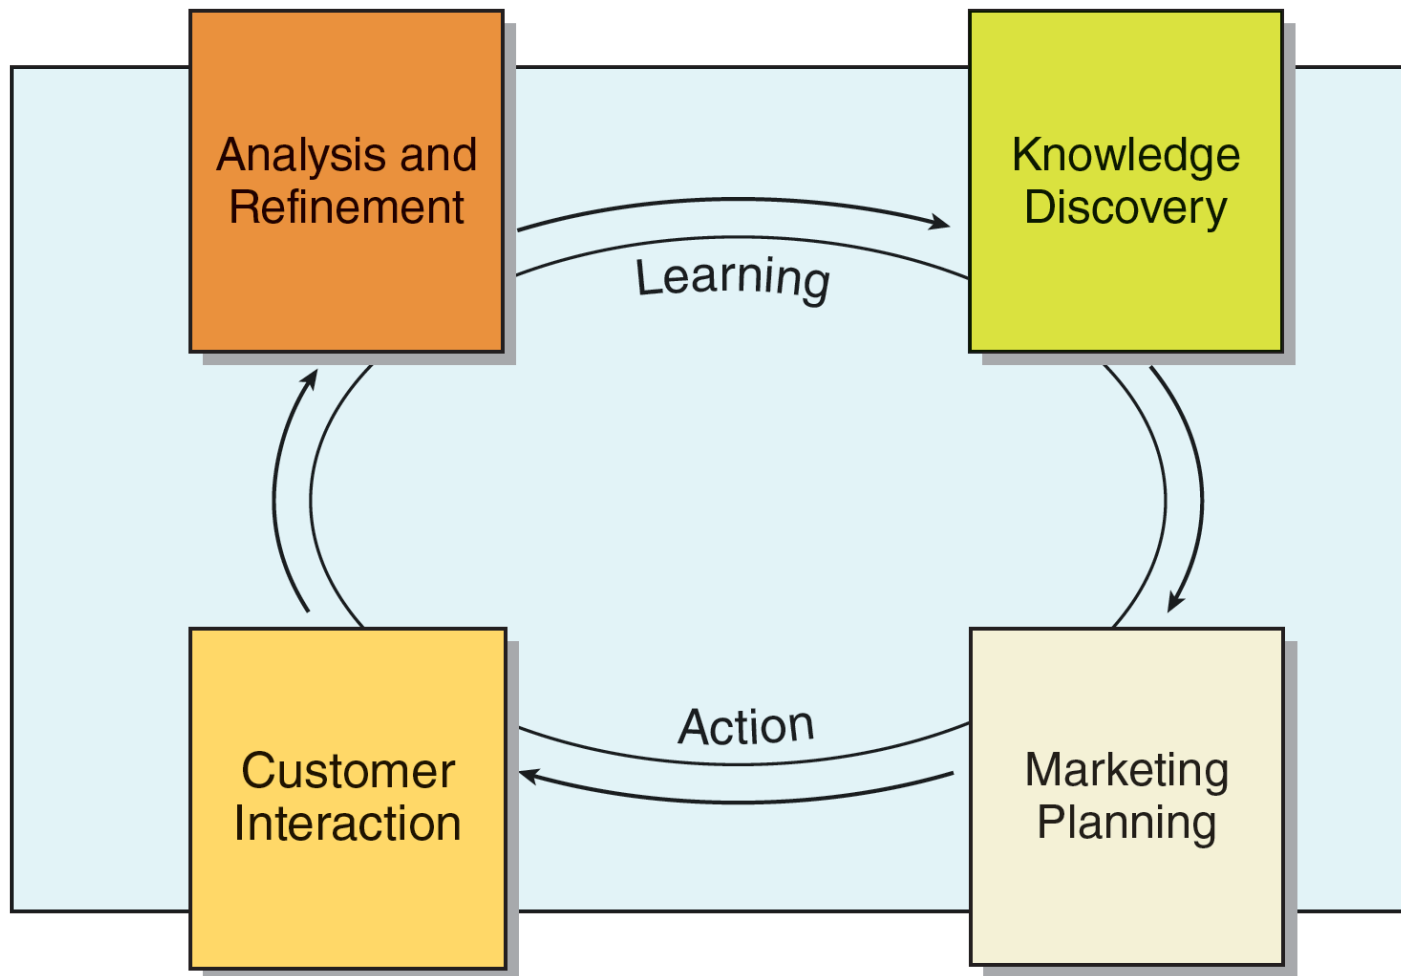 Analysis and
Refinement
Knowledge
Discovery
Learning
Action
Customer
Interaction
Marketing
Planning